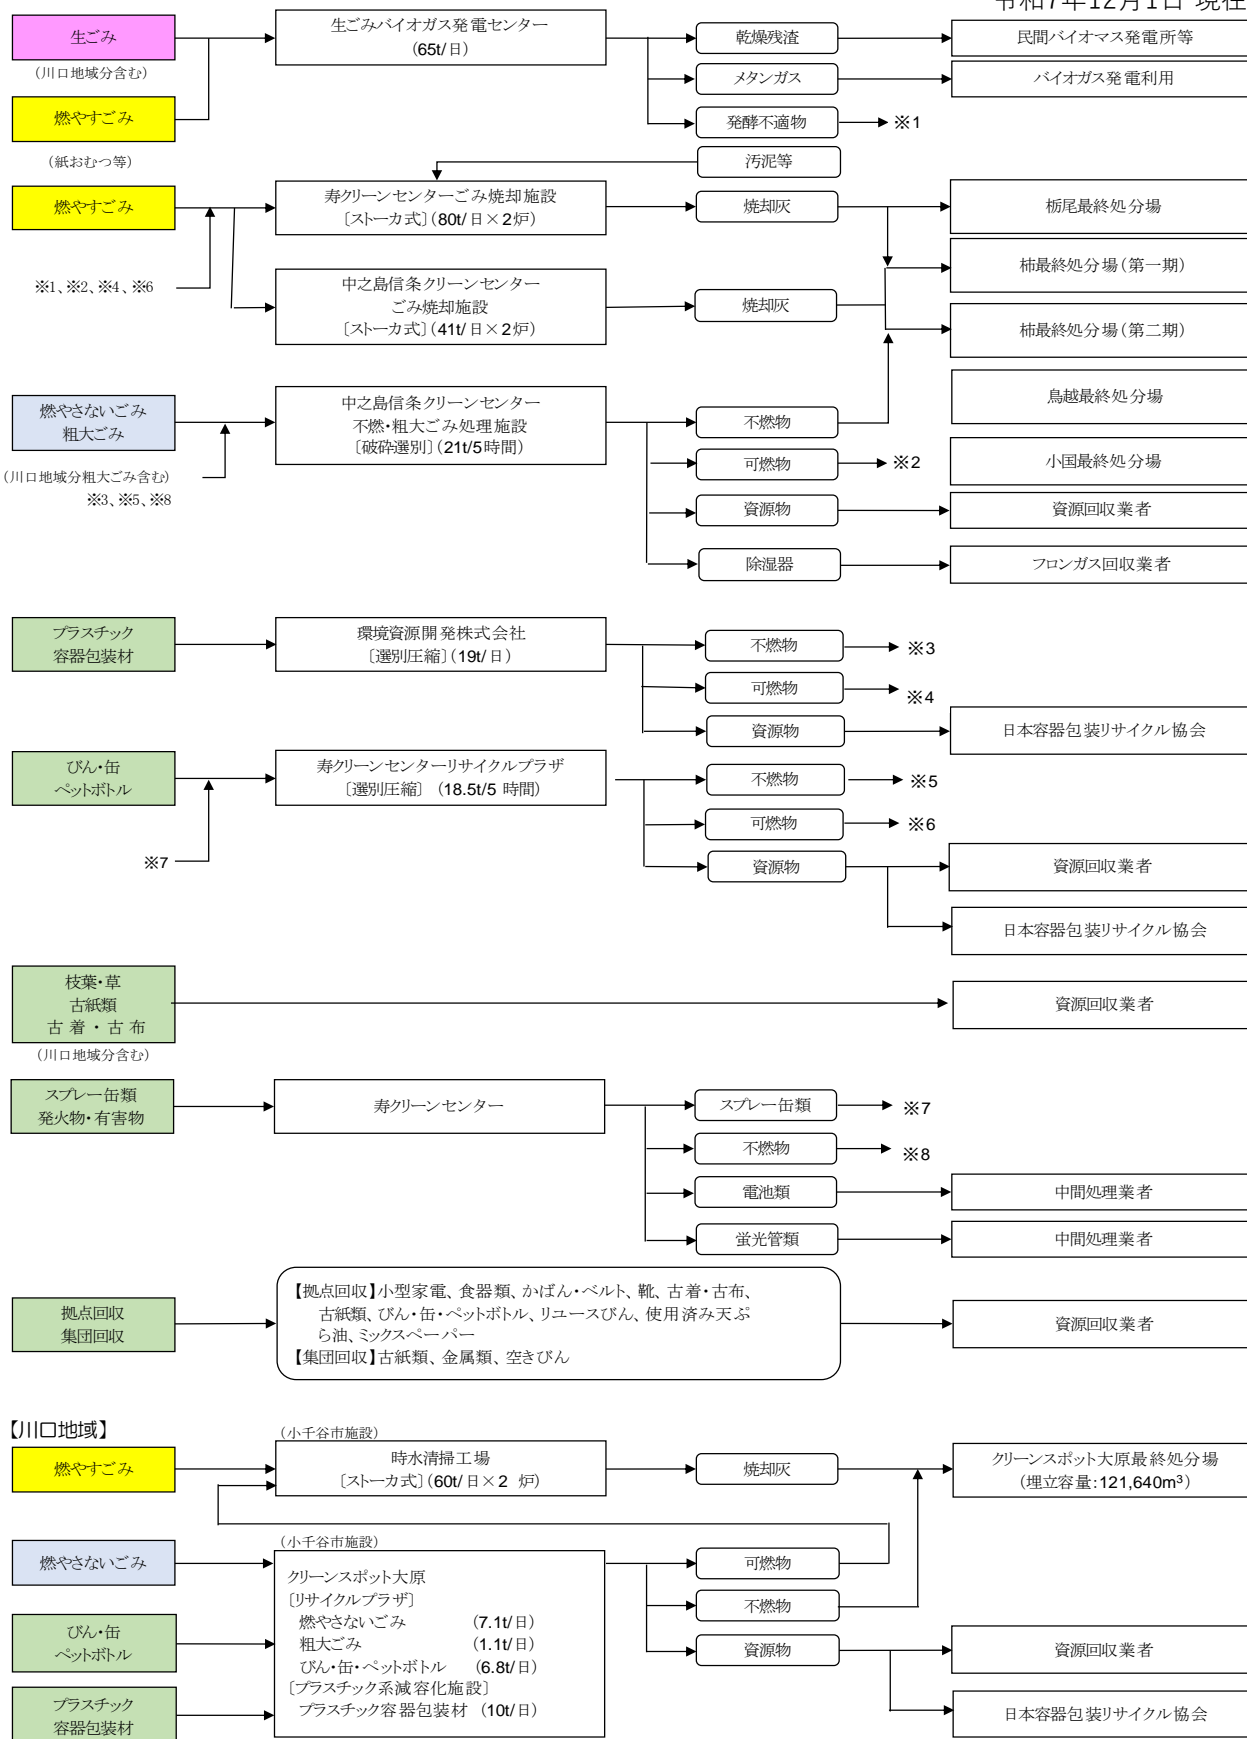 令和7年12月1日 現在
生ごみ
(川口地域分含む)
生ごみバイオガス発電センター
(65t/日)
乾燥残渣
民間バイオマス発電所等
メタンガス
バイオガス発電利用
燃やすごみ
(紙おむつ等)
発酵不適物
※1
汚泥等
燃やすごみ
※1、※2、※4、※6
寿クリーンセンターごみ焼却施設
〔ストーカ式〕(80t/日×2炉)
焼却灰
栃尾最終処分場
柿最終処分場(第一期)
中之島信条クリーンセンター
ごみ焼却施設
〔ストーカ式〕(41t/日×2炉)
焼却灰
柿最終処分場(第二期)
鳥越最終処分場
小国最終処分場
燃やさないごみ
粗大ごみ
(川口地域分粗大ごみ含む)
※3、※5、※8
中之島信条クリーンセンター
不燃・粗大ごみ処理施設
〔破砕選別〕(21t/5時間)
不燃物
可燃物
※2
資源物
資源回収業者
除湿器
フロンガス回収業者
プラスチック
容器包装材
環境資源開発株式会社
〔選別圧縮〕(19t/日)
不燃物
※3
可燃物
※4
資源物
日本容器包装リサイクル協会
びん・缶
ペットボトル
※7
寿クリーンセンターリサイクルプラザ
〔選別圧縮〕 (18.5t/5 時間)
不燃物
※5
可燃物
※6
資源物
資源回収業者
日本容器包装リサイクル協会
枝葉・草
古紙類
古着・古布
(川口地域分含む)
資源回収業者
スプレー缶類
発火物・有害物
寿クリーンセンター
スプレー缶類
※7
不燃物
※8
電池類
中間処理業者
蛍光管類
中間処理業者
拠点回収
集団回収
【拠点回収】小型家電、食器類、かばん・ベルト、靴、古着・古布、
古紙類、びん・缶・ペットボトル、リユースびん、使用済み天ぷ
ら油、ミックスペーパー
【集団回収】古紙類、金属類、空きびん
資源回収業者
【川口地域】
燃やすごみ
(小千谷市施設)
時水清掃工場
〔ストーカ式〕(60t/日×2 炉)
焼却灰
クリーンスポット大原最終処分場
(埋立容量:121,640m³)
燃やさないごみ
びん・缶
ペットボトル
プラスチック
容器包装材
(小千谷市施設)
クリーンスポット大原
〔リサイクルプラザ〕
燃やさないごみ (7.1t/日)
粗大ごみ (1.1t/日)
びん・缶・ペットボトル (6.8t/日)
〔プラスチック系減容化施設〕
プラスチック容器包装材 (10t/日)
可燃物
不燃物
資源物
資源回収業者
日本容器包装リサイクル協会